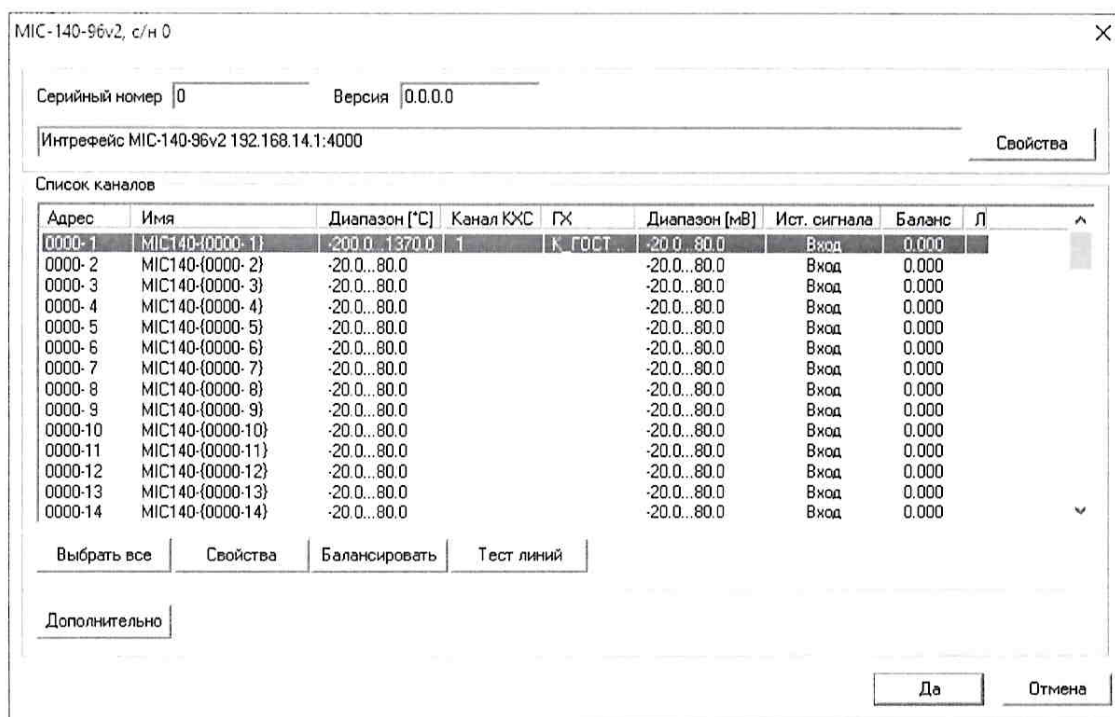 MIC-140-96v2, с/н 0
Серийный номер 0 Версия 0.0.0.0
Интрефейс MIC-140-96v2 192.168.14.1:4000 Свойства
Список каналов
Адрес Имя Диапазон [*C] Канал КХС ГХ Диапазон [мВ] Ист. сигнала Баланс Л
0000- 1 MIC140-{0000- 1} -200.0...1370.0 1 К_ГОСТ ... -20.0...80.0 Вход 0.000
0000- 2 MIC140-{0000- 2} -20.0...80.0 -20.0...80.0 Вход 0.000
0000- 3 MIC140-{0000- 3} -20.0...80.0 -20.0...80.0 Вход 0.000
0000- 4 MIC140-{0000- 4} -20.0...80.0 -20.0...80.0 Вход 0.000
0000- 5 MIC140-{0000- 5} -20.0...80.0 -20.0...80.0 Вход 0.000
0000- 6 MIC140-{0000- 6} -20.0...80.0 -20.0...80.0 Вход 0.000
0000- 7 MIC140-{0000- 7} -20.0...80.0 -20.0...80.0 Вход 0.000
0000- 8 MIC140-{0000- 8} -20.0...80.0 -20.0...80.0 Вход 0.000
0000- 9 MIC140-{0000- 9} -20.0...80.0 -20.0...80.0 Вход 0.000
0000-10 MIC140-{0000-10} -20.0...80.0 -20.0...80.0 Вход 0.000
0000-11 MIC140-{0000-11} -20.0...80.0 -20.0...80.0 Вход 0.000
0000-12 MIC140-{0000-12} -20.0...80.0 -20.0...80.0 Вход 0.000
0000-13 MIC140-{0000-13} -20.0...80.0 -20.0...80.0 Вход 0.000
0000-14 MIC140-{0000-14} -20.0...80.0 -20.0...80.0 Вход 0.000
Выбрать все Свойства Балансировать Тест линий
Дополнительно
Да Отмена